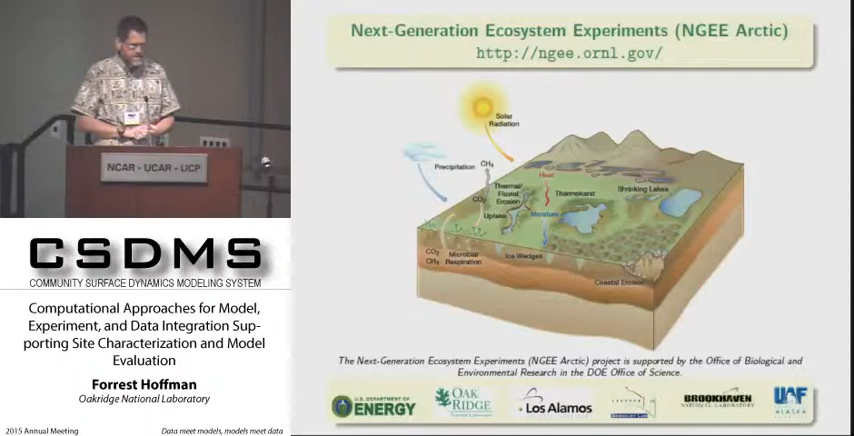 NCAR - UCAR - UCP
CSDMS
COMMUNITY SURFACE DYNAMICS MODELING SYSTEM
Computational Approaches for Model,
Experiment, and Data Integration Sup-
porting Site Characterization and Model
Evaluation
Forrest Hoffman
Oakridge National Laboratory
2015 Annual Meeting
Data meet models, models meet data
Next-Generation Ecosystem Experiments (NGEE Arctic)
http://ngee.ornl.gov/
Solar
Radiation
Precipitation
CH4
CO2
Thermal/
Fluvial
Erosion
Uptake
Heat
Thermokarst
Shrinking Lakes
Moisture
CO2
CH4
Microbial
Respiration
Ice Wedges
Coastal Erosion
The Next-Generation Ecosystem Experiments (NGEE Arctic) project is supported by the Office of Biological and
Environmental Research in the DOE Office of Science.
U.S. DEPARTMENT OF
ENERGY
OAK
RIDGE
National Laboratory
Los Alamos
BERKELEY LAB
BROOKHAVEN
NATIONAL LABORATORY
UAF
ALASKA